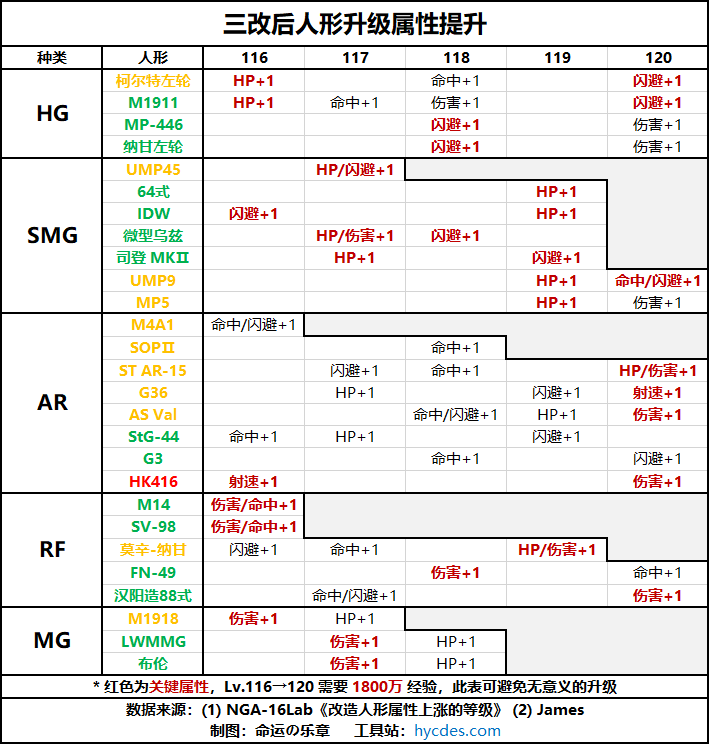 三改后人形升级属性提升
种类 人形 116 117 118 119 120
HG
柯尔特左轮 HP+1 命中+1 闪避+1
M1911 HP+1 命中+1 伤害+1 闪避+1
MP-446 闪避+1 伤害+1
纳甘左轮 闪避+1 伤害+1
SMG
UMP45 HP/闪避+1
64式 HP+1
IDW 闪避+1 HP+1
微型乌兹 HP/伤害+1 闪避+1
司登 MKⅡ HP+1 闪避+1
UMP9 HP+1 命中/闪避+1
MP5 HP+1 伤害+1
AR
M4A1 命中/闪避+1
SOPⅡ 命中+1
ST AR-15 闪避+1 命中+1 HP/伤害+1
G36 HP+1 闪避+1 射速+1
AS Val 命中/闪避+1 HP+1 伤害+1
StG-44 命中+1 HP+1 闪避+1
G3 命中+1 闪避+1
HK416 射速+1 伤害+1
RF
M14 伤害/命中+1
SV-98 伤害/命中+1
莫辛-纳甘 闪避+1 命中+1 HP/伤害+1
FN-49 伤害+1 命中+1
汉阳造88式 命中/闪避+1 伤害+1
MG
M1918 伤害+1 HP+1
LWMMG 伤害+1 HP+1
布伦 伤害+1 HP+1
* 红色为关键属性，Lv.116→120 需要 1800万 经验，此表可避免无意义的升级
数据来源：(1) NGA-16Lab《改造人形属性上涨的等级》 (2) James
制图：命运の乐章 工具站：hycdes.com